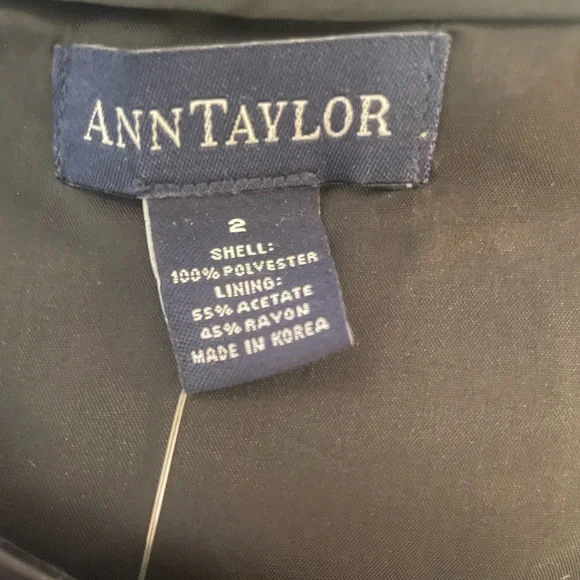 ANNTAYLOR
2
SHELL:
100% POLYESTER
LINING:
55% ACETATE
45% RAYON
MADE IN KOREA